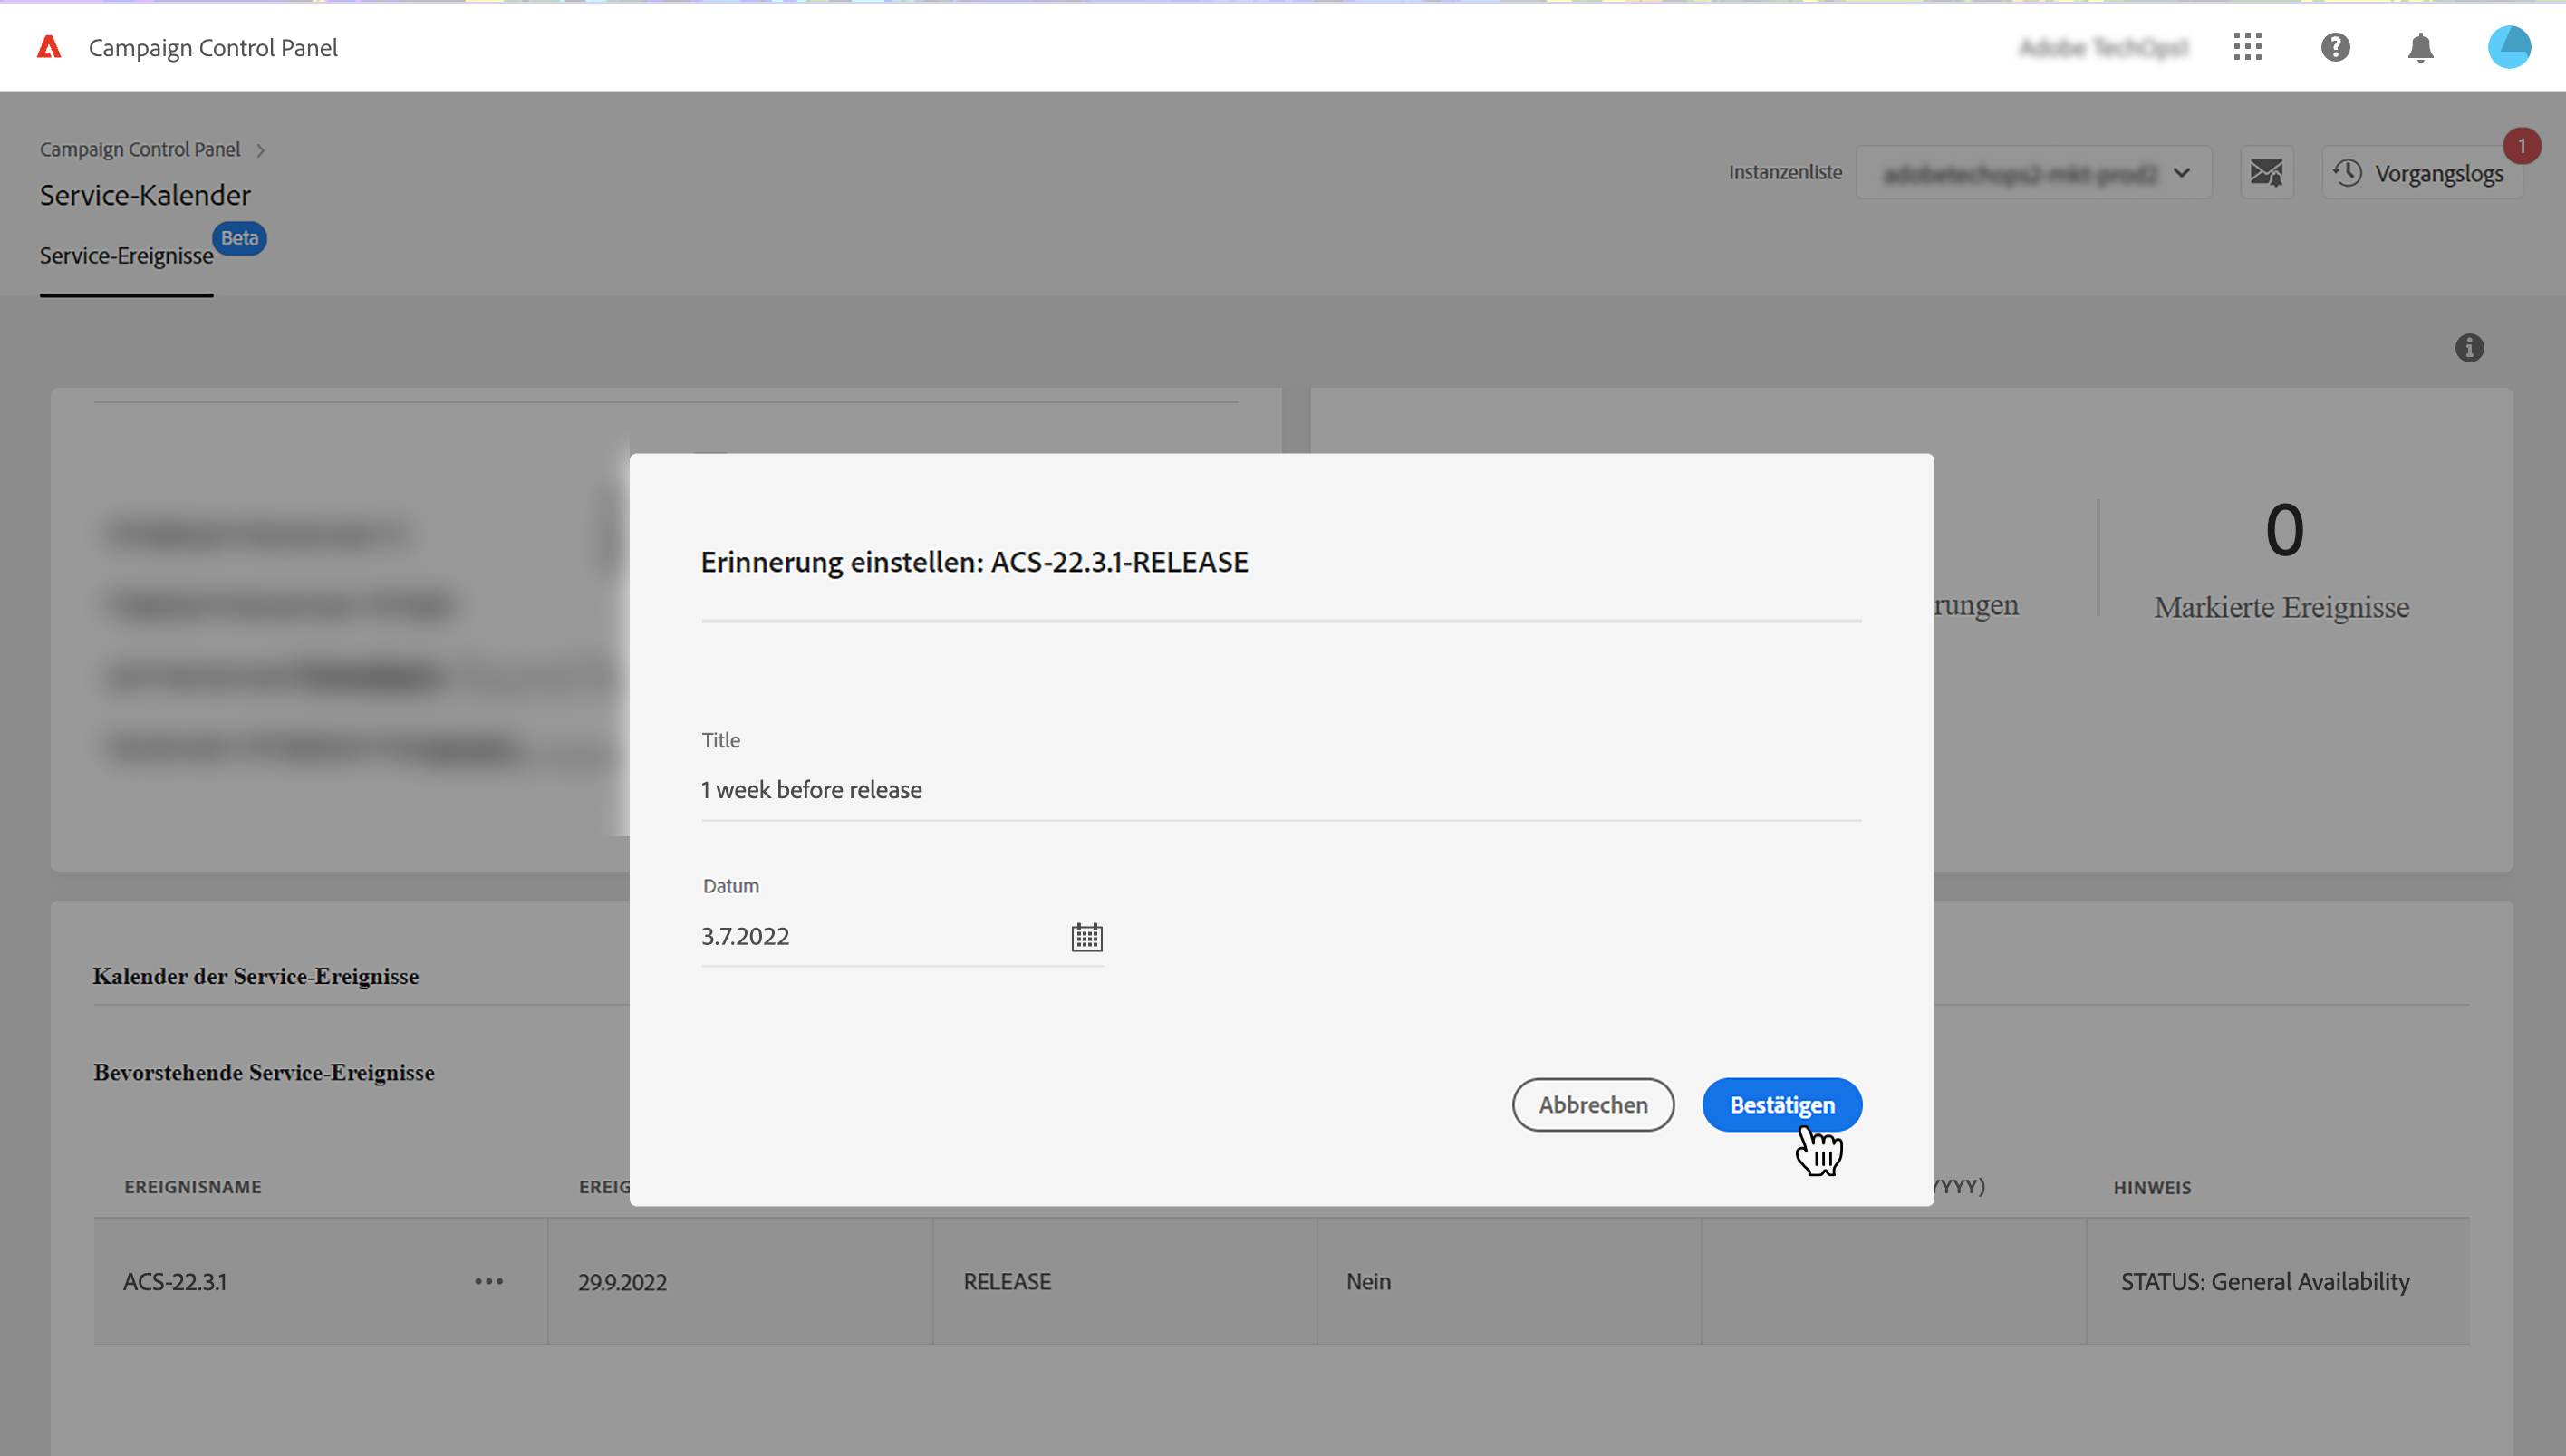 Campaign Control Panel
Campaign Control Panel
Service-Kalender
Service-Ereignisse
Beta
Instanzenliste
Vorgangslogs
1
0
rungen
Markierte Ereignisse
Erinnerung einstellen: ACS-22.3.1-RELEASE
Title
1 week before release
Datum
3.7.2022
Abbrechen
Bestätigen
Kalender der Service-Ereignisse
Bevorstehende Service-Ereignisse
EREIGNISNAME
EREIG
YYYY)
HINWEIS
ACS-22.3.1
29.9.2022
RELEASE
Nein
STATUS: General Availability